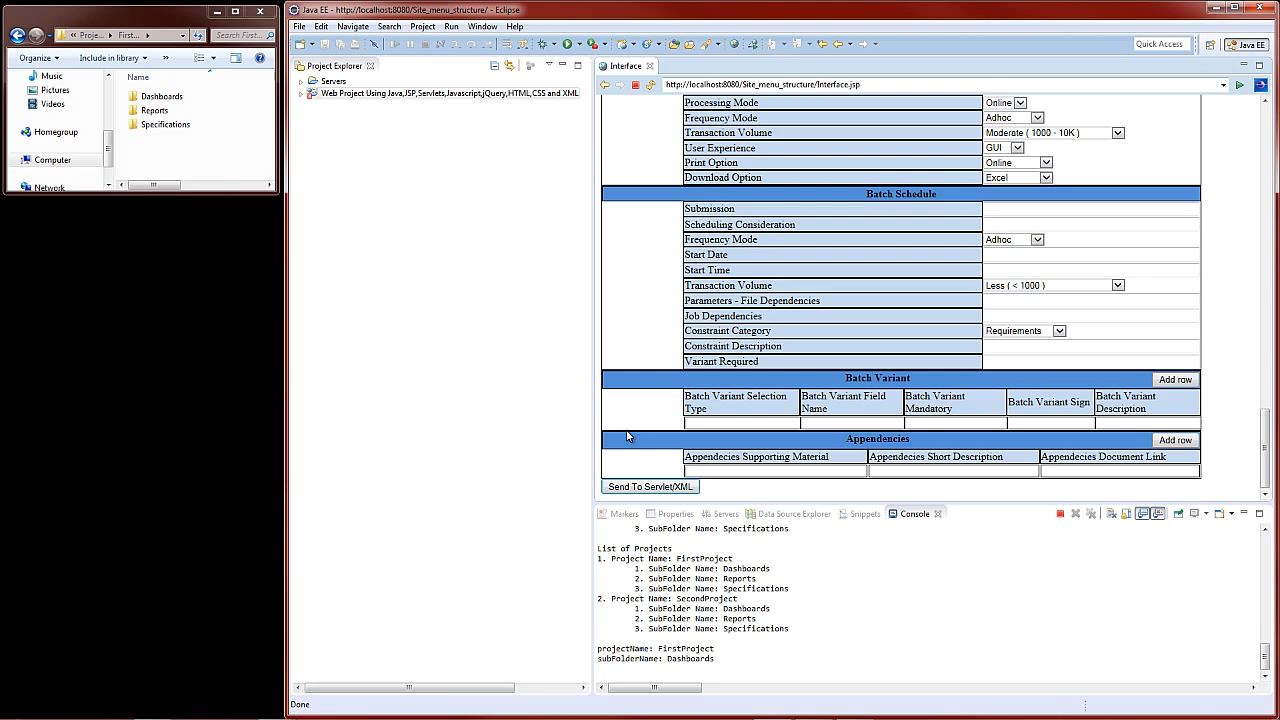 Proje...
First...
Search First...
Organize
Include in library
»
Music
Pictures
Videos
Homegroup
Computer
Network
Name
Dashboards
Reports
Specifications
Java EE - http://localhost:8080/Site_menu_structure/ - Eclipse
File Edit Navigate Search Project Run Window Help
Quick Access
Java EE
Project Explorer
Servers
Web Project Using Java,JSP,Servlets,Javascript,jQuery,HTML,CSS and XML
Interface
http://localhost:8080/Site_menu_structure/Interface.jsp
Processing Mode Online
Frequency Mode Adhoc
Transaction Volume Moderate ( 1000 - 10K )
User Experience GUI
Print Option Online
Download Option Excel
Batch Schedule
Submission
Scheduling Consideration
Frequency Mode Adhoc
Start Date
Start Time
Transaction Volume Less ( < 1000 )
Parameters - File Dependencies
Job Dependencies
Constraint Category Requirements
Constraint Description
Variant Required
Batch Variant Add row
Batch Variant Selection Type
Batch Variant Field Name
Batch Variant Mandatory
Batch Variant Sign
Batch Variant Description
Appendencies Add row
Appendecies Supporting Material Appendecies Short Description Appendecies Document Link
Send To Servlet/XML
Markers Properties Servers Data Source Explorer Snippets Console
3. SubFolder Name: Specifications
List of Projects
1. Project Name: FirstProject
1. SubFolder Name: Dashboards
2. SubFolder Name: Reports
3. SubFolder Name: Specifications
2. Project Name: SecondProject
1. SubFolder Name: Dashboards
2. SubFolder Name: Reports
3. SubFolder Name: Specifications
projectName: FirstProject
subFolderName: Dashboards
Done